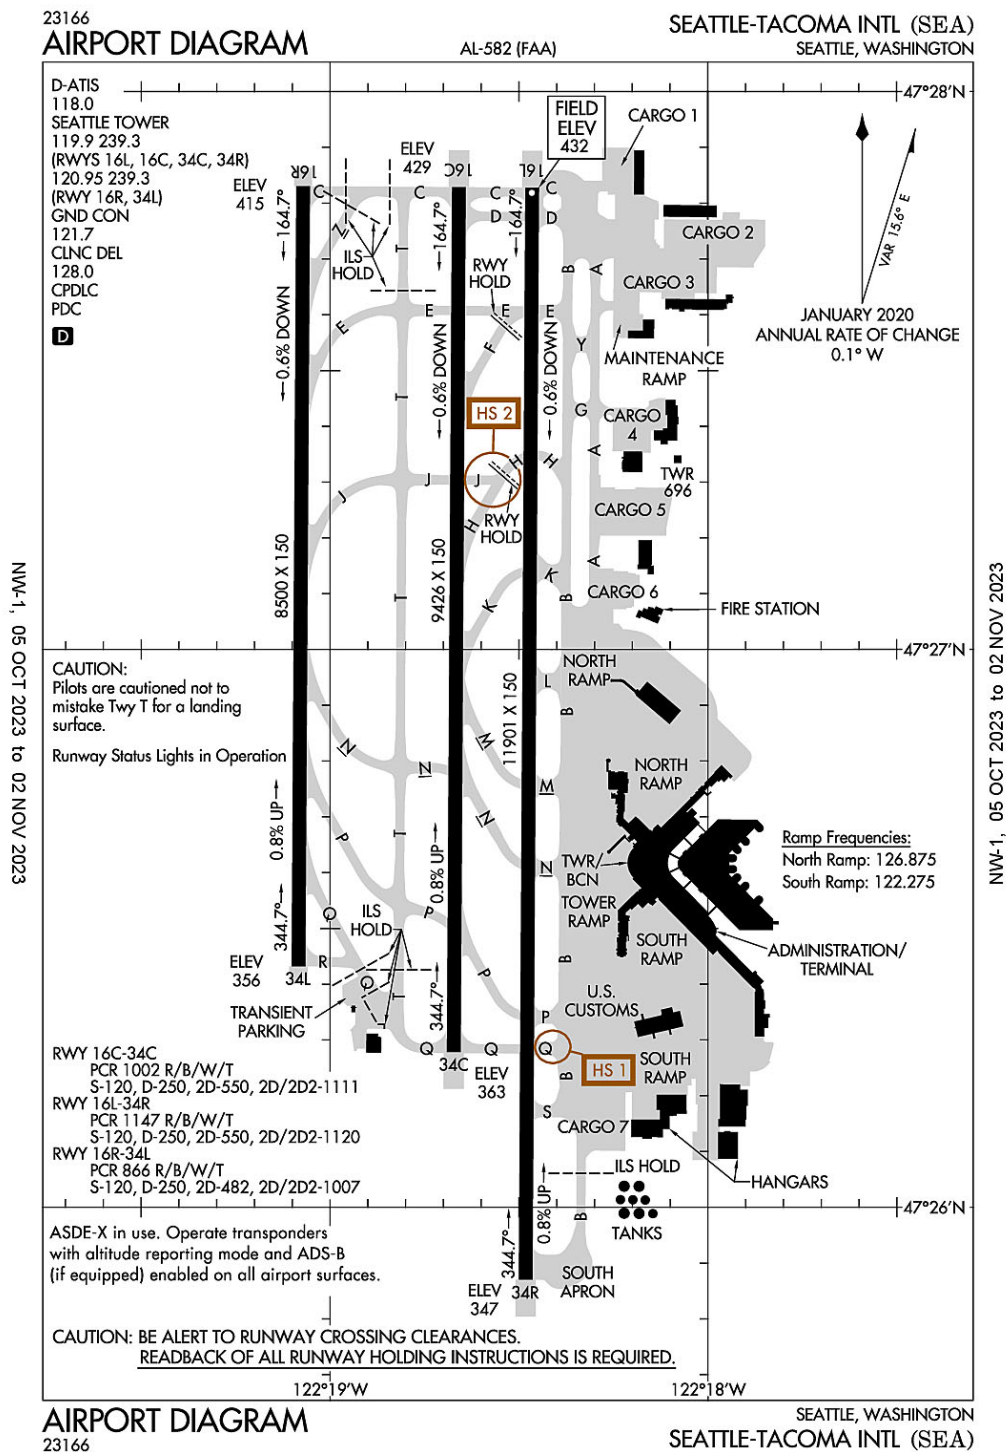 23166
AIRPORT DIAGRAM
AL-582 (FAA)
SEATTLE-TACOMA INTL (SEA)
SEATTLE, WASHINGTON
D-ATIS
118.0
SEATTLE TOWER
119.9 239.3
(RWYS 16L, 16C, 34C, 34R)
120.95 239.3
(RWY 16R, 34L)
GND CON
121.7
CLNC DEL
128.0
CPDLC
PDC
D
47°28'N
FIELD
ELEV
432
CARGO 1
ELEV
429
ELEV
415
16R
16C
16L
C
C
C
C
D
D
164.7°
164.7°
164.7°
Z
ILS
HOLD
T
RWY
HOLD
B
A
CARGO 2
CARGO 3
VAR 15.6° E
JANUARY 2020
ANNUAL RATE OF CHANGE
0.1° W
E
E
E
E
F
Y
0.6% DOWN
0.6% DOWN
0.6% DOWN
MAINTENANCE
RAMP
T
HS 2
G
CARGO
4
H
H
A
TWR
696
J
J
J
RWY
HOLD
H
CARGO 5
8500 X 150
9426 X 150
K
K
A
B
T
CARGO 6
FIRE STATION
47°27'N
CAUTION:
Pilots are cautioned not to
mistake Twy T for a landing
surface.
Runway Status Lights in Operation
NORTH
RAMP
L
B
11901 X 150
N
N
M
M
N
N
NORTH
RAMP
0.8% UP
0.8% UP
P
T
TWR/
BCN
TOWER
RAMP
Ramp Frequencies:
North Ramp: 126.875
South Ramp: 122.275
Q
ILS
HOLD
P
344.7°
SOUTH
RAMP
ADMINISTRATION/
TERMINAL
ELEV
356
34L
R
Q
P
B
344.7°
T
U.S.
CUSTOMS
TRANSIENT
PARKING
P
T
Q
Q
Q
34C
ELEV
363
HS 1
SOUTH
RAMP
B
S
RWY 16C-34C
PCR 1002 R/B/W/T
S-120, D-250, 2D-550, 2D/2D2-1111
RWY 16L-34R
PCR 1147 R/B/W/T
S-120, D-250, 2D-550, 2D/2D2-1120
RWY 16R-34L
PCR 866 R/B/W/T
S-120, D-250, 2D-482, 2D/2D2-1007
CARGO 7
ILS HOLD
HANGARS
0.8% UP
TANKS
47°26'N
B
344.7°
ASDE-X in use. Operate transponders
with altitude reporting mode and ADS-B
(if equipped) enabled on all airport surfaces.
ELEV
347
34R
SOUTH
APRON
CAUTION: BE ALERT TO RUNWAY CROSSING CLEARANCES.
READBACK OF ALL RUNWAY HOLDING INSTRUCTIONS IS REQUIRED.
122°19'W
122°18'W
NW-1, 05 OCT 2023 to 02 NOV 2023
NW-1, 05 OCT 2023 to 02 NOV 2023
AIRPORT DIAGRAM
23166
SEATTLE, WASHINGTON
SEATTLE-TACOMA INTL (SEA)